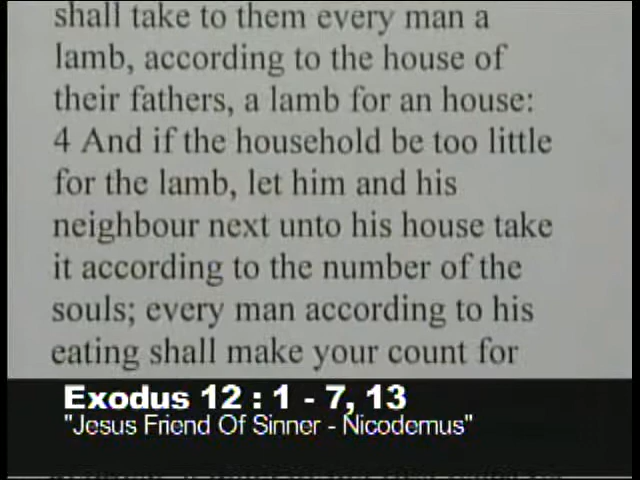 shall take to them every man a
lamb, according to the house of
their fathers, a lamb for an house:
4 And if the household be too little
for the lamb, let him and his
neighbour next unto his house take
it according to the number of the
souls; every man according to his
eating shall make your count for
Exodus 12 : 1 - 7, 13
"Jesus Friend Of Sinner - Nicodemus"